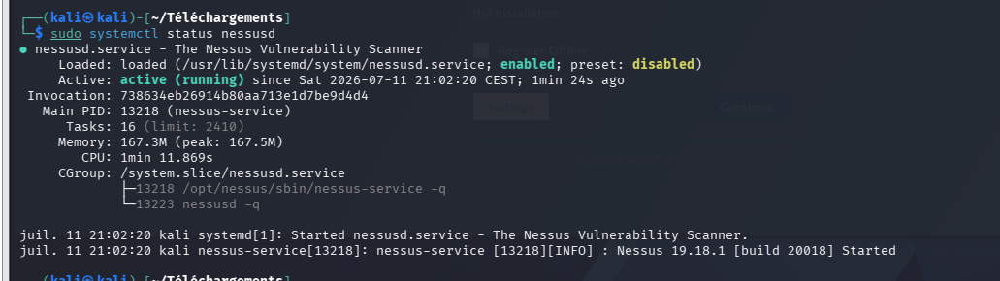 the installation.
┌──(kali㉿kali)-[~/Téléchargements]
└─$ sudo systemctl status nessusd
Register Offline
● nessusd.service - The Nessus Vulnerability Scanner
Loaded: loaded (/usr/lib/systemd/system/nessusd.service; enabled; preset: disabled)
Active: active (running) since Sat 2026-07-11 21:02:20 CEST; 1min 24s ago
Invocation: 738634eb26914b80aa713e1d7be9d4d4
Settings
Continue
Main PID: 13218 (nessus-service)
Tasks: 16 (limit: 2410)
Memory: 167.3M (peak: 167.5M)
CPU: 1min 11.869s
CGroup: /system.slice/nessusd.service
├─13218 /opt/nessus/sbin/nessus-service -q
└─13223 nessusd -q
juil. 11 21:02:20 kali systemd[1]: Started nessusd.service - The Nessus Vulnerability Scanner.
juil. 11 21:02:20 kali nessus-service[13218]: nessus-service [13218][INFO] : Nessus 19.18.1 [build 20018] Started
┌──(kali㉿kali)-[~/Téléchargements]